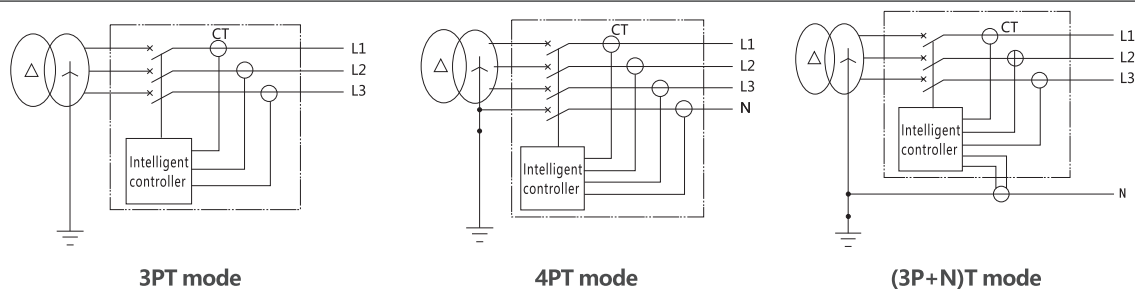 CT
L1
L2
L3
Intelligent
controller
3PT mode
CT
L1
L2
L3
N
Intelligent
controller
4PT mode
CT
L1
L2
L3
Intelligent
controller
N
(3P+N)T mode